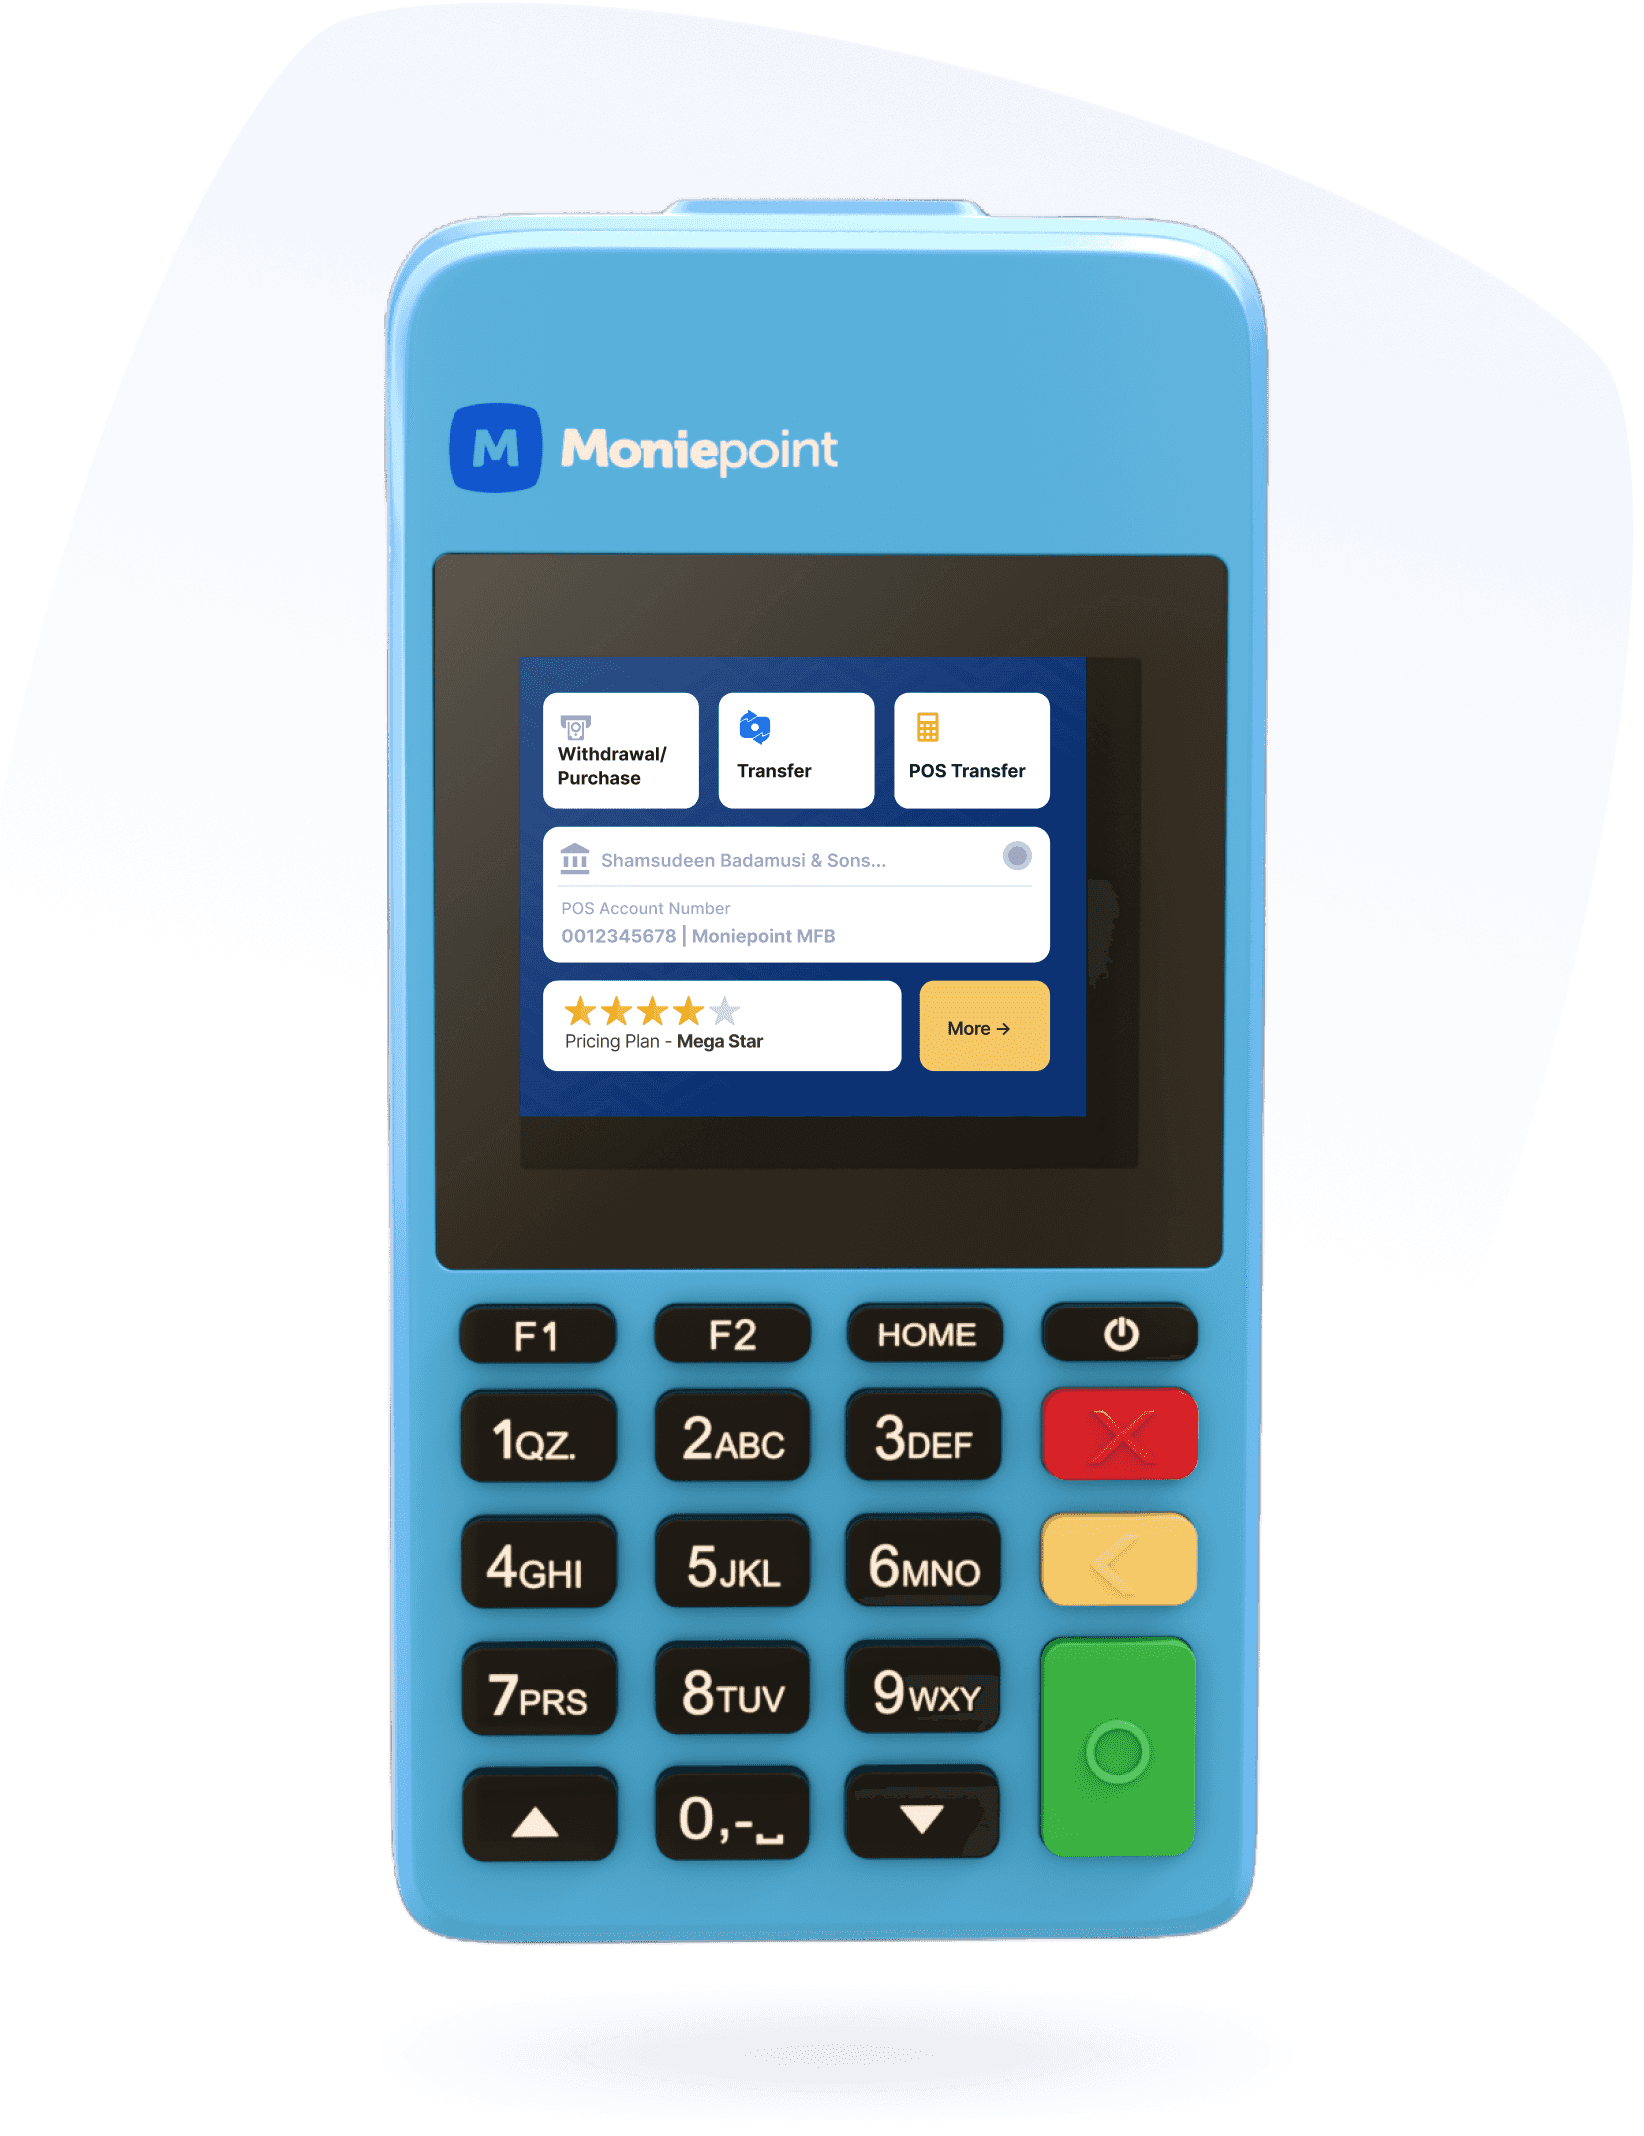 M Moniepoint
Withdrawal/
Purchase
Transfer
POS Transfer
Shamsudeen Badamusi & Sons...
POS Account Number
0012345678 | Moniepoint MFB
Pricing Plan - Mega Star
More →
F1 F2 HOME
1QZ. 2ABC 3DEF
4GHI 5JKL 6MNO
7PRS 8TUV 9WXY
0,-␣